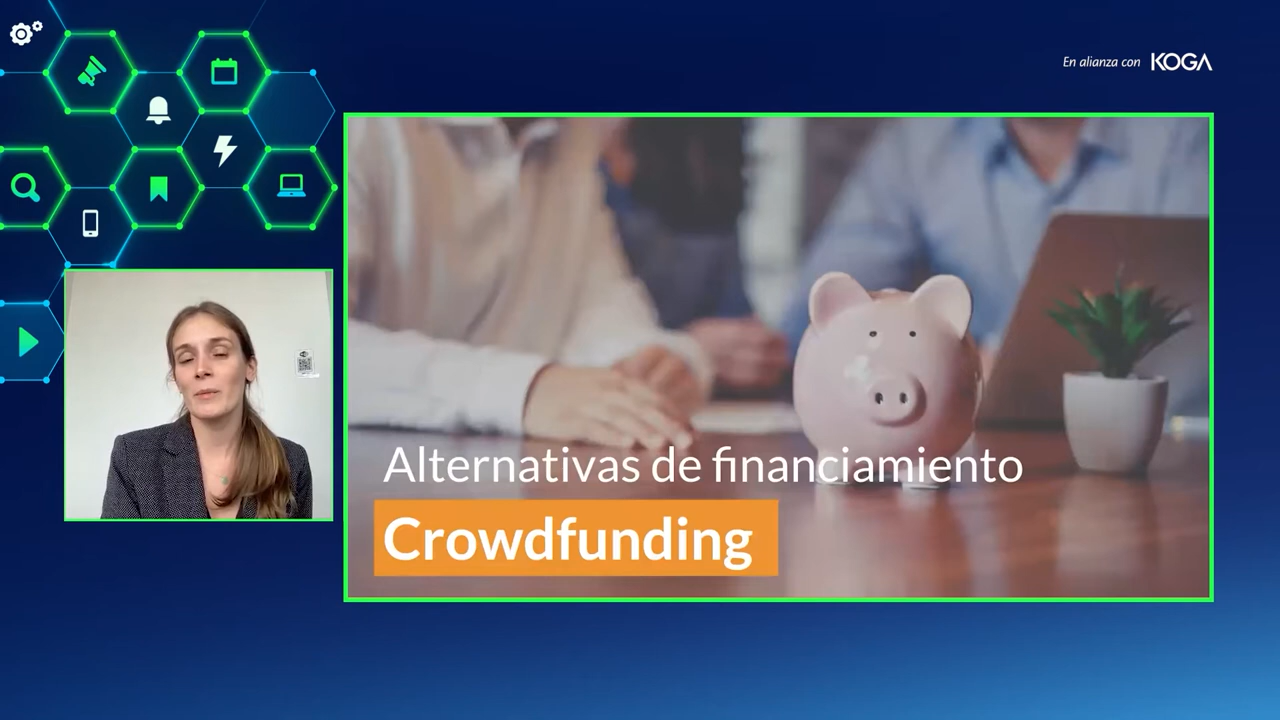 En alianza con KOGA
Alternativas de financiamiento
Crowdfunding